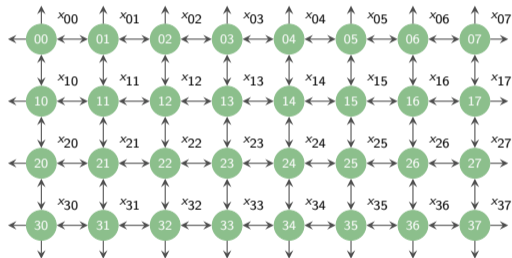 x00 x01 x02 x03 x04 x05 x06 x07
00 01 02 03 04 05 06 07
x10 x11 x12 x13 x14 x15 x16 x17
10 11 12 13 14 15 16 17
x20 x21 x22 x23 x24 x25 x26 x27
20 21 22 23 24 25 26 27
x30 x31 x32 x33 x34 x35 x36 x37
30 31 32 33 34 35 36 37